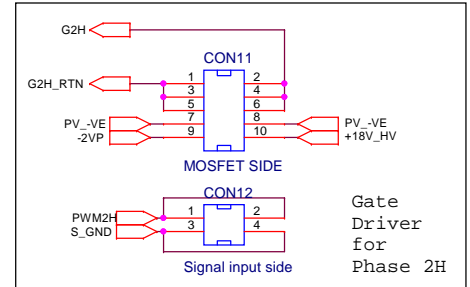 G2H
CON11
G2H_RTN
1 2
3 4
5 6
PV_-VE 7 8 PV_-VE
-2VP 9 10 +18V_HV
MOSFET SIDE
CON12
PWM2H 1 2
S_GND 3 4
Signal input side
Gate
Driver
for
Phase 2H